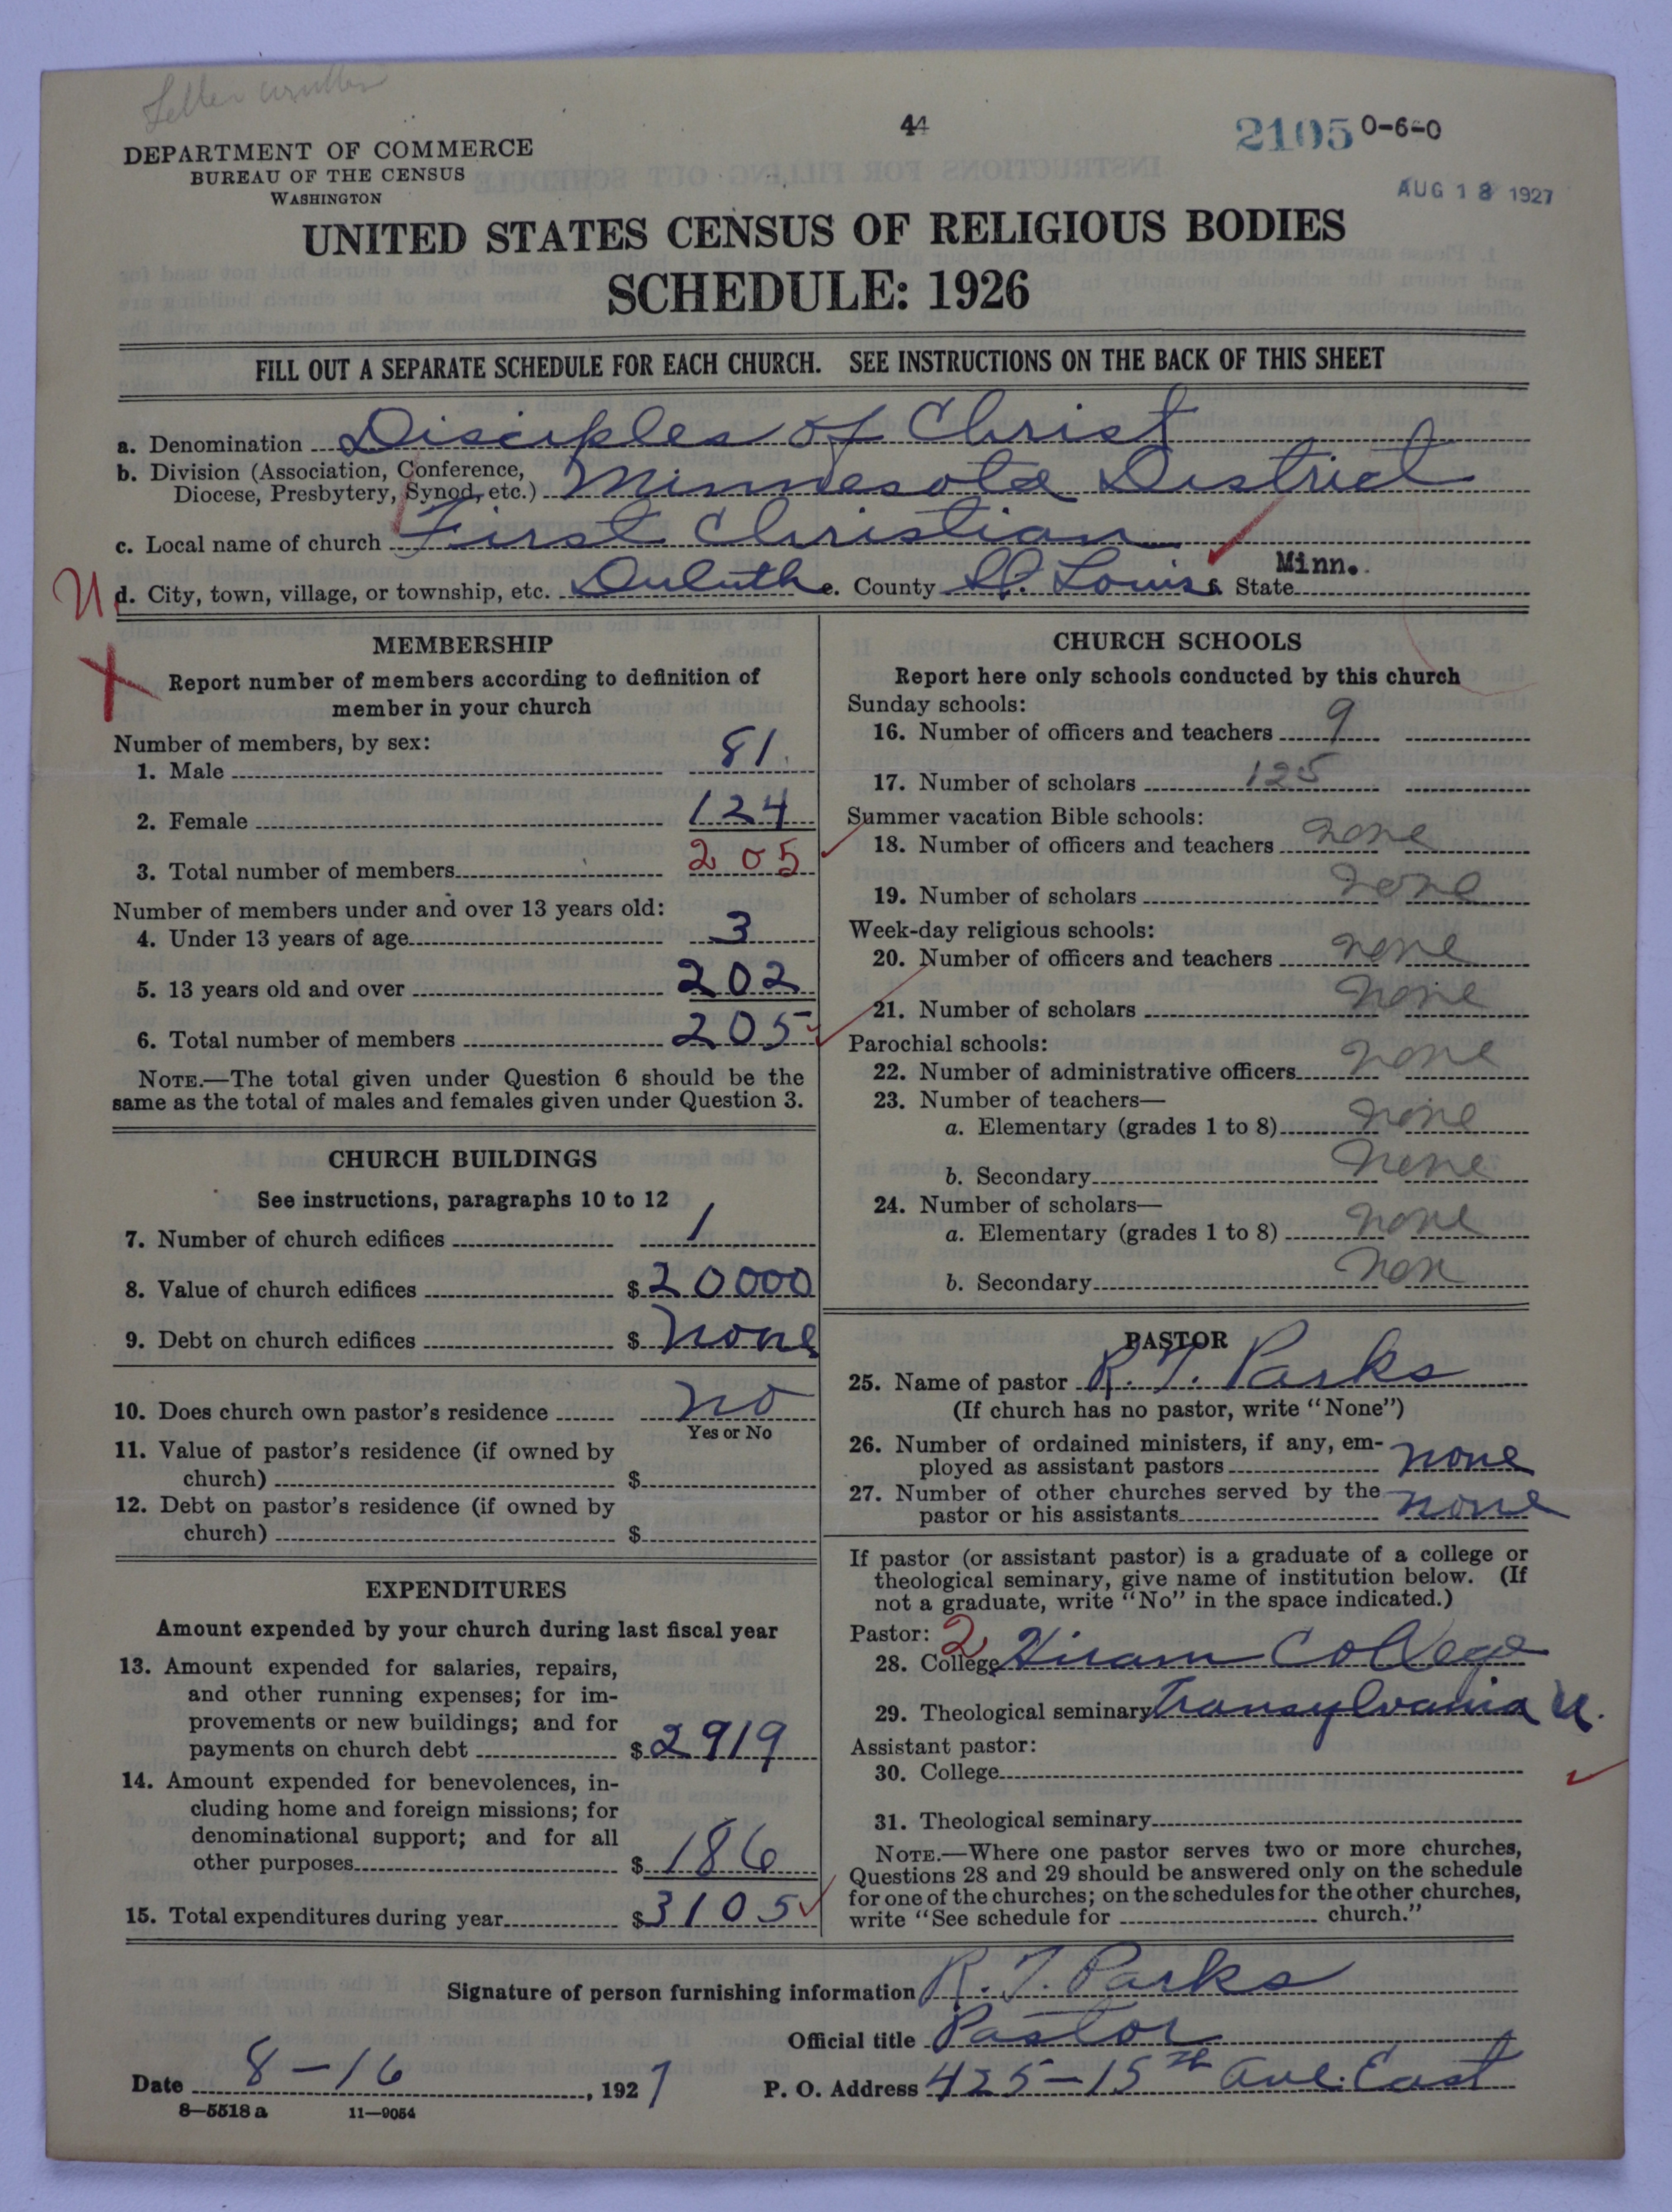 Letter written
44
2105 0-6-0
DEPARTMENT OF COMMERCE
BUREAU OF THE CENSUS
WASHINGTON
AUG 18 1927
UNITED STATES CENSUS OF RELIGIOUS BODIES
SCHEDULE: 1926
FILL OUT A SEPARATE SCHEDULE FOR EACH CHURCH. SEE INSTRUCTIONS ON THE BACK OF THIS SHEET
a. Denomination Disciples of Christ
b. Division (Association, Conference,
Diocese, Presbytery, Synod, etc.) Minnesota District
c. Local name of church First Christian
d. City, town, village, or township, etc. Duluth e. County St. Louis f. State Minn.
MEMBERSHIP
Report number of members according to definition of
member in your church
Number of members, by sex:
1. Male 81
2. Female 124
3. Total number of members 205
Number of members under and over 13 years old:
4. Under 13 years of age 3
5. 13 years old and over 202
6. Total number of members 205
NOTE.—The total given under Question 6 should be the
same as the total of males and females given under Question 3.
CHURCH BUILDINGS
See instructions, paragraphs 10 to 12
7. Number of church edifices 1
8. Value of church edifices $ 20000
9. Debt on church edifices $ none
10. Does church own pastor's residence no
Yes or No
11. Value of pastor's residence (if owned by
church) $
12. Debt on pastor's residence (if owned by
church) $
EXPENDITURES
Amount expended by your church during last fiscal year
13. Amount expended for salaries, repairs,
and other running expenses; for im-
provements or new buildings; and for
payments on church debt $ 2919
14. Amount expended for benevolences, in-
cluding home and foreign missions; for
denominational support; and for all
other purposes $ 186
15. Total expenditures during year $ 3105
CHURCH SCHOOLS
Report here only schools conducted by this church
Sunday schools:
16. Number of officers and teachers 9
17. Number of scholars 125
Summer vacation Bible schools:
18. Number of officers and teachers none
19. Number of scholars none
Week-day religious schools:
20. Number of officers and teachers none
21. Number of scholars none
Parochial schools:
22. Number of administrative officers none
23. Number of teachers—
a. Elementary (grades 1 to 8) none
b. Secondary none
24. Number of scholars—
a. Elementary (grades 1 to 8) none
b. Secondary non
PASTOR
25. Name of pastor R. T. Parks
(If church has no pastor, write "None")
26. Number of ordained ministers, if any, em-
ployed as assistant pastors none
27. Number of other churches served by the
pastor or his assistants none
If pastor (or assistant pastor) is a graduate of a college or
theological seminary, give name of institution below. (If
not a graduate, write "No" in the space indicated.)
Pastor: 2
28. College Hiram College
29. Theological seminary Transylvania U.
Assistant pastor:
30. College
31. Theological seminary
NOTE.—Where one pastor serves two or more churches,
Questions 28 and 29 should be answered only on the schedule
for one of the churches; on the schedules for the other churches,
write "See schedule for church."
Signature of person furnishing information R. T. Parks
Official title Pastor
Date 8-16, 1927 P. O. Address 425-15th Ave. East
8—5518 a 11—9054